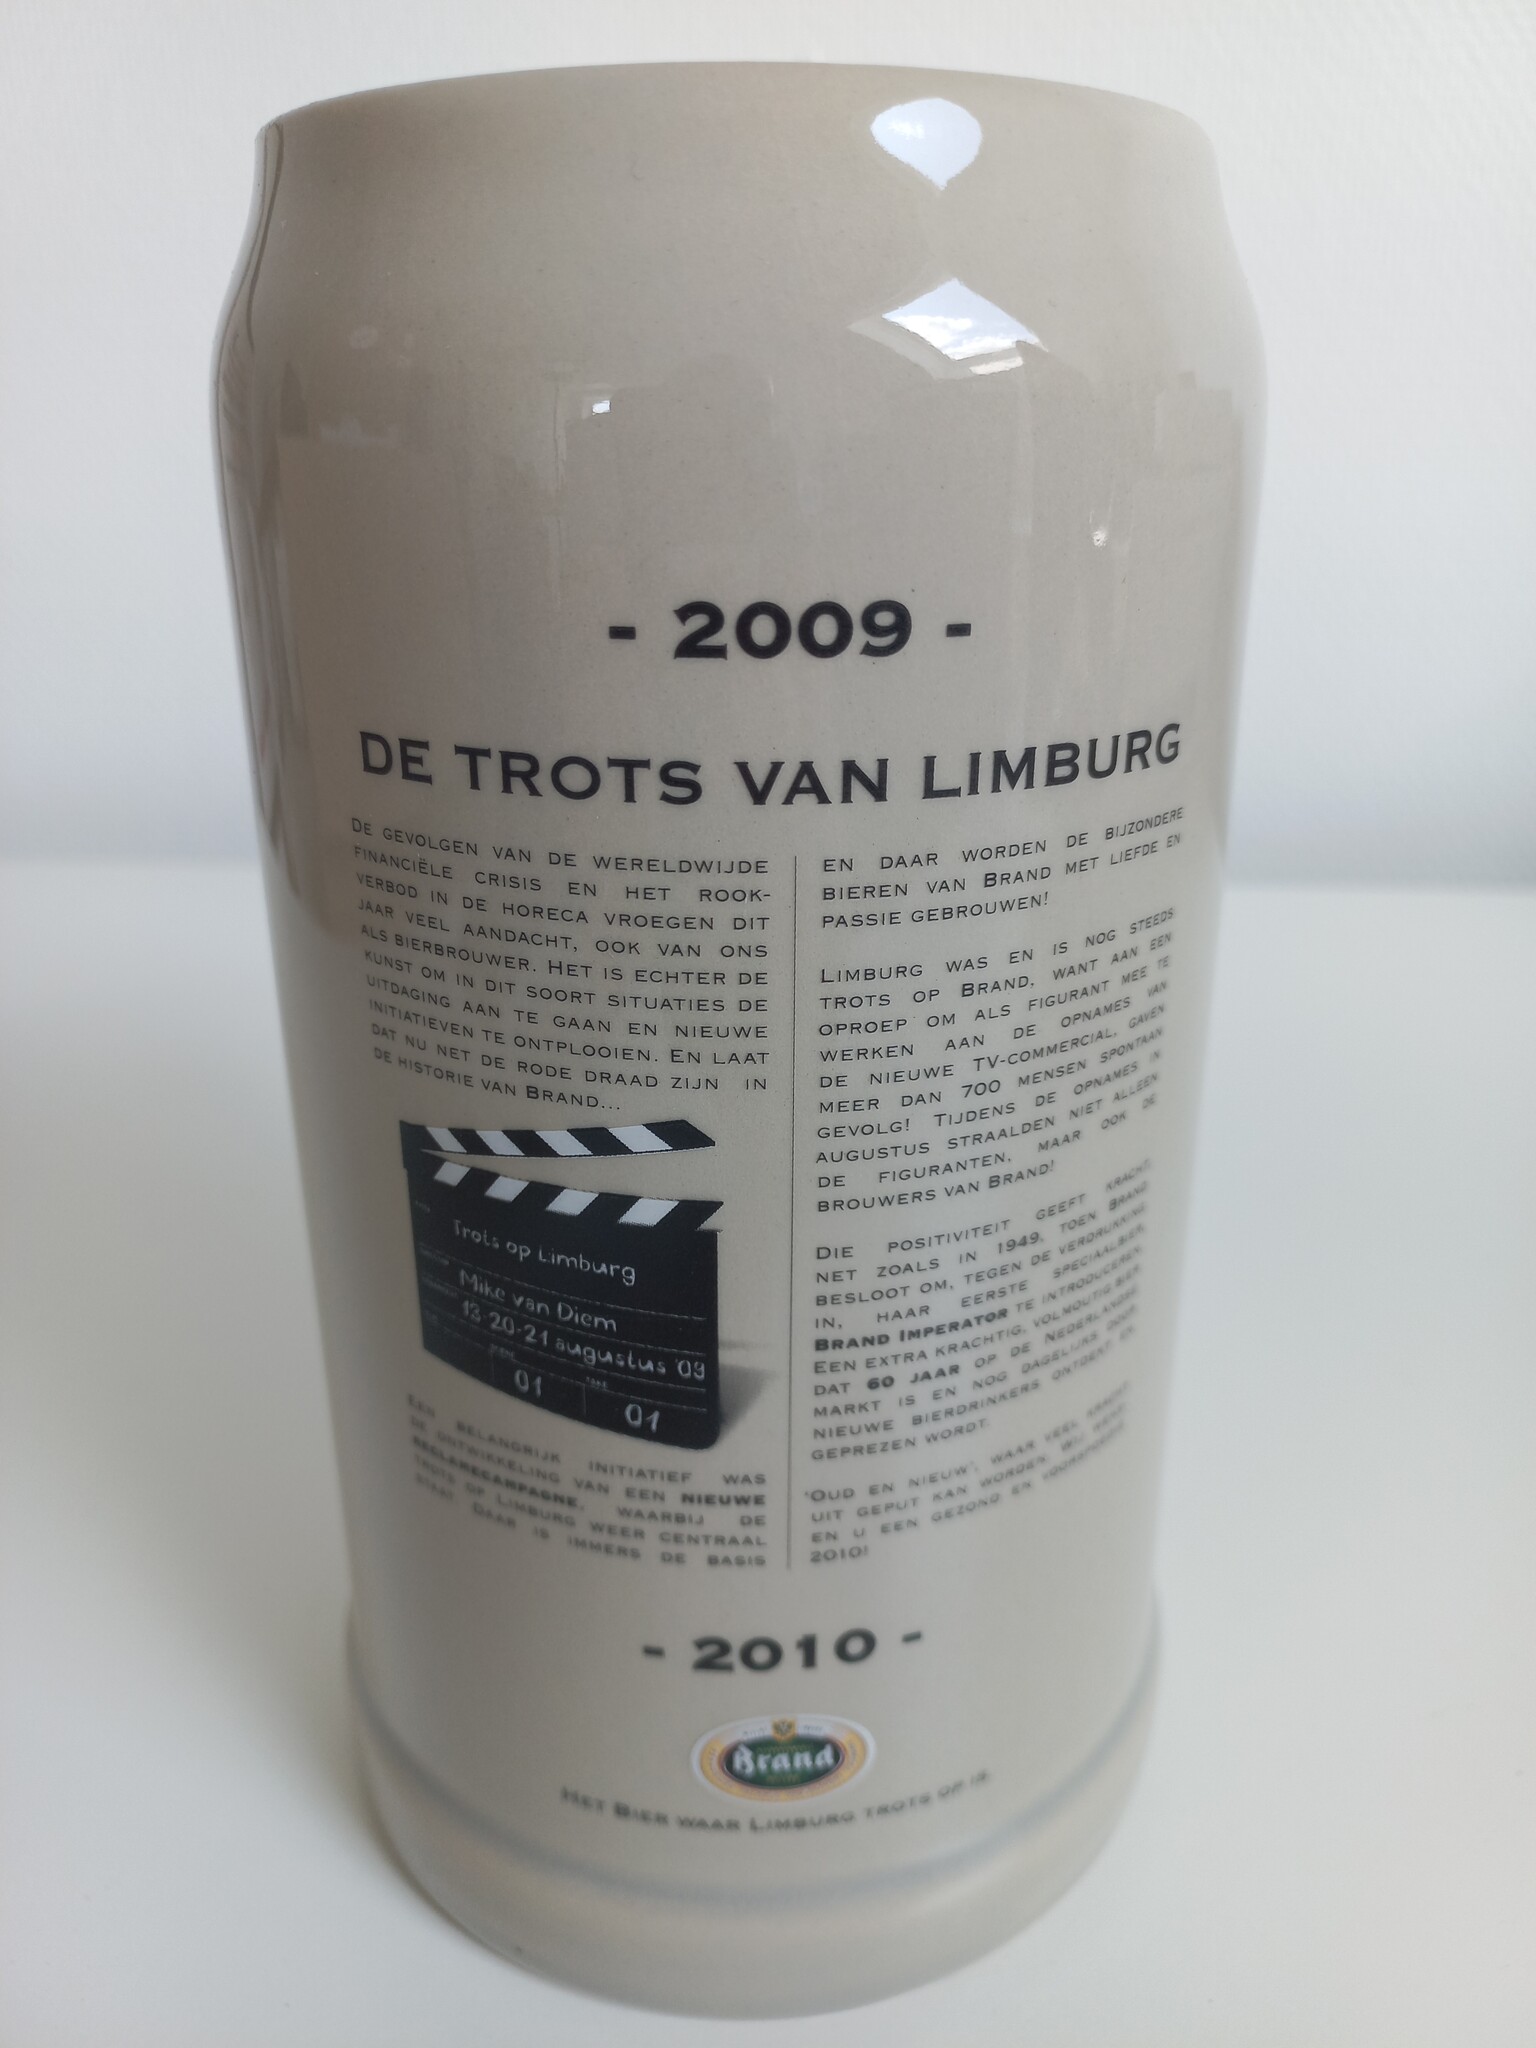 - 2009 -
DE TROTS VAN LIMBURG
DE GEVOLGEN VAN DE WERELDWIJDE
FINANCIËLE CRISIS EN HET ROOK-
VERBOD IN DE HORECA VROEGEN DIT
JAAR VEEL AANDACHT, OOK VAN ONS
ALS BIERBROUWER. HET IS ECHTER DE
KUNST OM IN DIT SOORT SITUATIES DE
UITDAGING AAN TE GAAN EN NIEUWE
INITIATIEVEN TE ONTPLOOIEN. EN LAAT
DAT NU NET DE RODE DRAAD ZIJN IN
DE HISTORIE VAN BRAND...
Trots op Limburg
Mike van Diem
13-20-21 augustus '09
01
01
EEN BELANGRIJK INITIATIEF WAS
DE ONTWIKKELING VAN EEN NIEUWE
RECLARECAMPAGNE, WAARBIJ DE
TROTS OP LIMBURG WEER CENTRAAL
STAAT. DAAR IS IMMERS DE BASIS
EN DAAR WORDEN DE BIJZONDERE
BIEREN VAN BRAND MET LIEFDE EN
PASSIE GEBROUWEN!
LIMBURG WAS EN IS NOG STEEDS
TROTS OP BRAND, WANT AAN EEN
OPROEP OM ALS FIGURANT MEE TE
WERKEN AAN DE OPNAMES VAN
DE NIEUWE TV-COMMERCIAL, GAVEN
MEER DAN 700 MENSEN SPONTAAN
GEVOLG! TIJDENS DE OPNAMES IN
AUGUSTUS STRAALDEN NIET ALLEEN
DE FIGURANTEN, MAAR OOK DE
BROUWERS VAN BRAND!
DIE POSITIVITEIT GEEFT KRACHT,
NET ZOALS IN 1949, TOEN BRAND
BESLOOT OM, TEGEN DE VERDRUKKING
IN, HAAR EERSTE SPECIAALBIER,
BRAND IMPERATOR TE INTRODUCEREN.
EEN EXTRA KRACHTIG, VOLMOUTIG BIER
DAT 60 JAAR OP DE NEDERLANDSE
MARKT IS EN NOG DAGELIJKS DOOR
NIEUWE BIERDRINKERS ONTDEKT EN
GEPREZEN WORDT.
'OUD EN NIEUW', WAAR VEEL KRACHT
UIT GEPUT KAN WORDEN. WIJ WENSEN
EN U EEN GEZOND EN VOORSPOEDIG
2010!
- 2010 -
Brand
HET BIER WAAR LIMBURG TROTS OP IS.